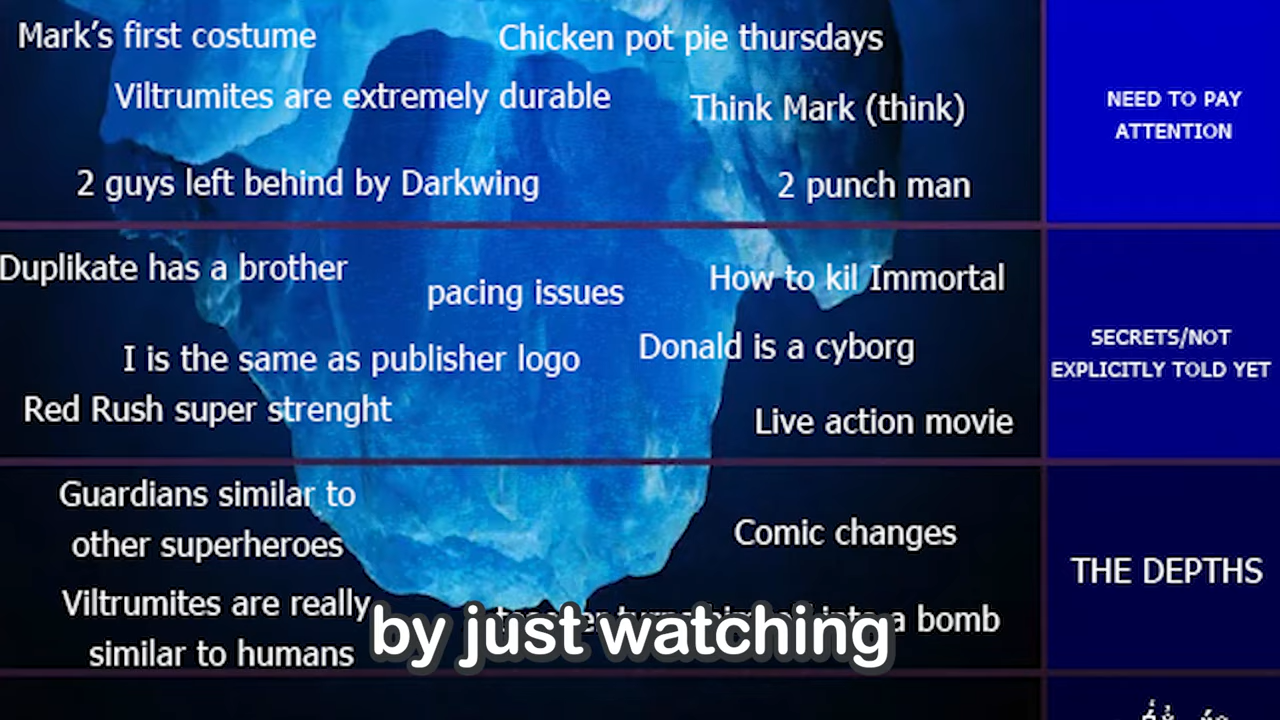 Mark's first costume
Chicken pot pie thursdays
Viltrumites are extremely durable
Think Mark (think)
2 guys left behind by Darkwing
2 punch man
NEED TO PAY
ATTENTION
Duplikate has a brother
pacing issues
How to kil Immortal
I is the same as publisher logo
Donald is a cyborg
Red Rush super strenght
Live action movie
SECRETS/NOT
EXPLICITLY TOLD YET
Guardians similar to
other superheroes
Comic changes
Viltrumites are really
similar to humans
into a bomb
THE DEPTHS
by just watching